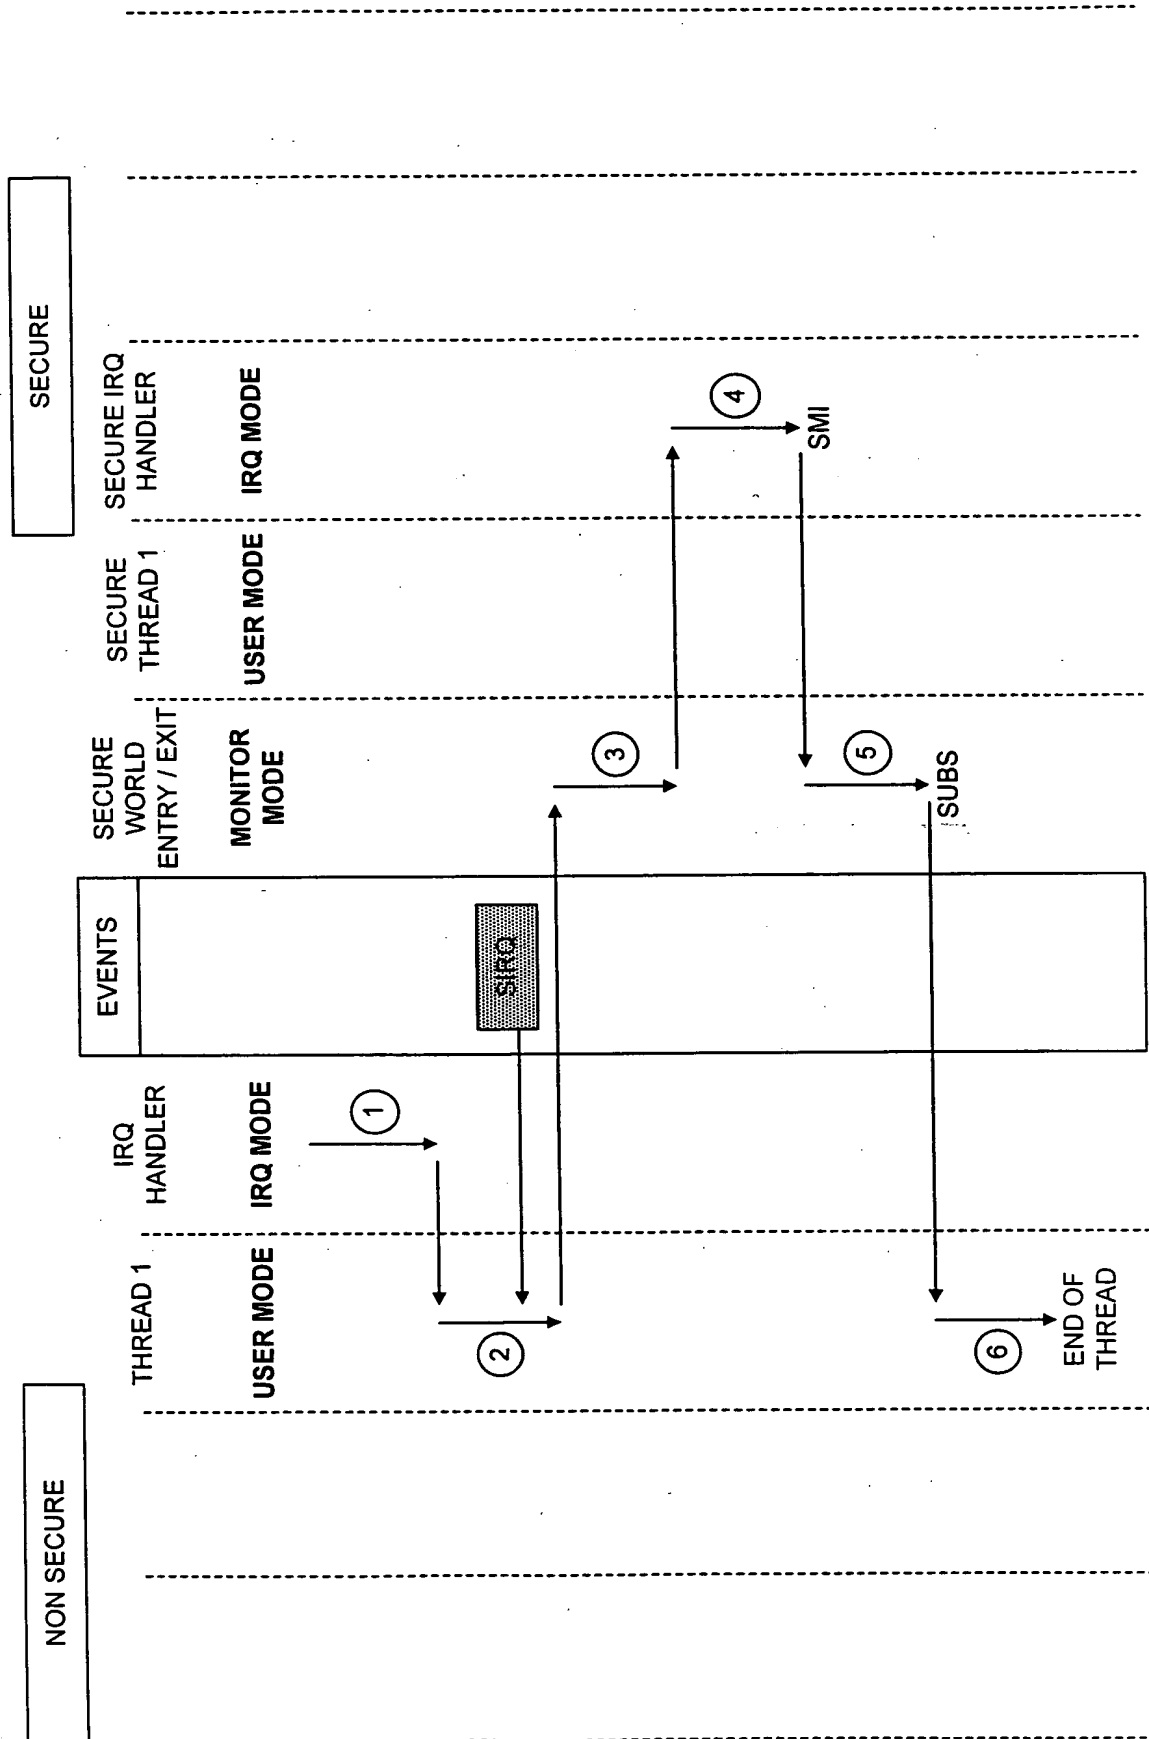 NON SECURE
SECURE
EVENTS
THREAD 1
USER MODE
IRQ
HANDLER
IRQ MODE
SECURE
WORLD
ENTRY / EXIT
MONITOR
MODE
SECURE
THREAD 1
USER MODE
SECURE IRQ
HANDLER
IRQ MODE
1
2
SIRQ
3
4
SMI
5
SUBS
6
END OF
THREAD